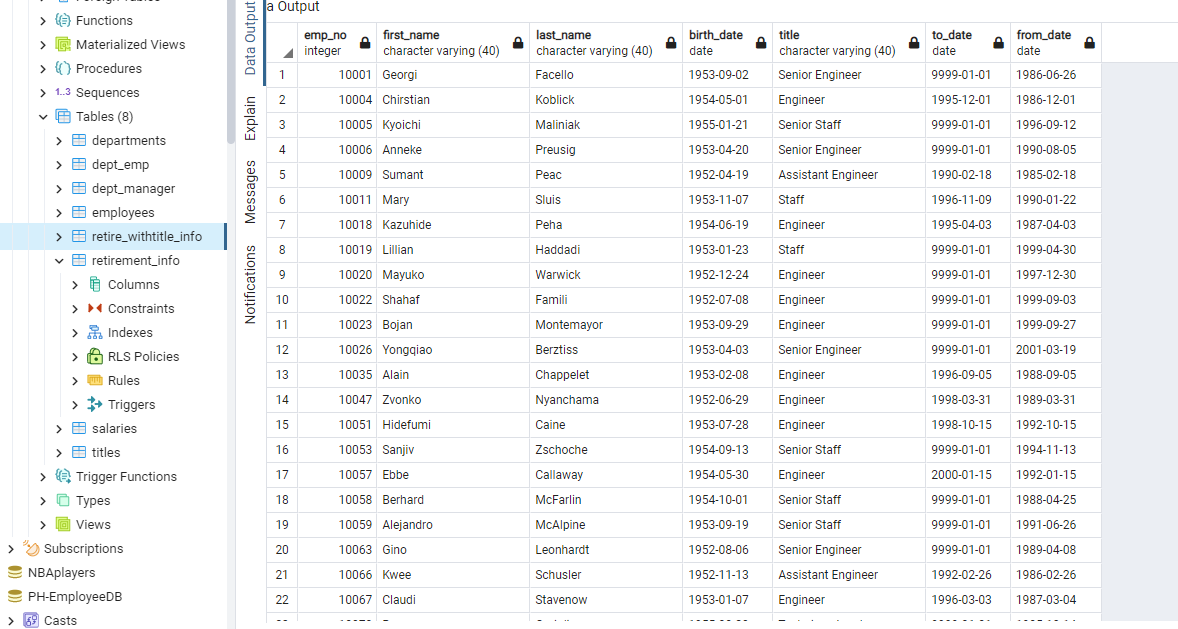 Functions
Materialized Views
Procedures
1..3 Sequences
Tables (8)
departments
dept_emp
dept_manager
employees
retire_withtitle_info
retirement_info
Columns
Constraints
Indexes
RLS Policies
Rules
Triggers
salaries
titles
Trigger Functions
Types
Views
Subscriptions
NBAplayers
PH-EmployeeDB
Casts
Data Output
Explain
Messages
Notifications
a Output
emp_no first_name last_name birth_date title to_date from_date
integer character varying (40) character varying (40) date character varying (40) date date
1 10001 Georgi Facello 1953-09-02 Senior Engineer 9999-01-01 1986-06-26
2 10004 Chirstian Koblick 1954-05-01 Engineer 1995-12-01 1986-12-01
3 10005 Kyoichi Maliniak 1955-01-21 Senior Staff 9999-01-01 1996-09-12
4 10006 Anneke Preusig 1953-04-20 Senior Engineer 9999-01-01 1990-08-05
5 10009 Sumant Peac 1952-04-19 Assistant Engineer 1990-02-18 1985-02-18
6 10011 Mary Sluis 1953-11-07 Staff 1996-11-09 1990-01-22
7 10018 Kazuhide Peha 1954-06-19 Engineer 1995-04-03 1987-04-03
8 10019 Lillian Haddadi 1953-01-23 Staff 9999-01-01 1999-04-30
9 10020 Mayuko Warwick 1952-12-24 Engineer 9999-01-01 1997-12-30
10 10022 Shahaf Famili 1952-07-08 Engineer 9999-01-01 1999-09-03
11 10023 Bojan Montemayor 1953-09-29 Engineer 9999-01-01 1999-09-27
12 10026 Yongqiao Berztiss 1953-04-03 Senior Engineer 9999-01-01 2001-03-19
13 10035 Alain Chappelet 1953-02-08 Engineer 1996-09-05 1988-09-05
14 10047 Zvonko Nyanchama 1952-06-29 Engineer 1998-03-31 1989-03-31
15 10051 Hidefumi Caine 1953-07-28 Engineer 1998-10-15 1992-10-15
16 10053 Sanjiv Zschoche 1954-09-13 Senior Staff 9999-01-01 1994-11-13
17 10057 Ebbe Callaway 1954-05-30 Engineer 2000-01-15 1992-01-15
18 10058 Berhard McFarlin 1954-10-01 Senior Staff 9999-01-01 1988-04-25
19 10059 Alejandro McAlpine 1953-09-19 Senior Staff 9999-01-01 1991-06-26
20 10063 Gino Leonhardt 1952-08-06 Senior Engineer 9999-01-01 1989-04-08
21 10066 Kwee Schusler 1952-11-13 Assistant Engineer 1992-02-26 1986-02-26
22 10067 Claudi Stavenow 1953-01-07 Engineer 1996-03-03 1987-03-04